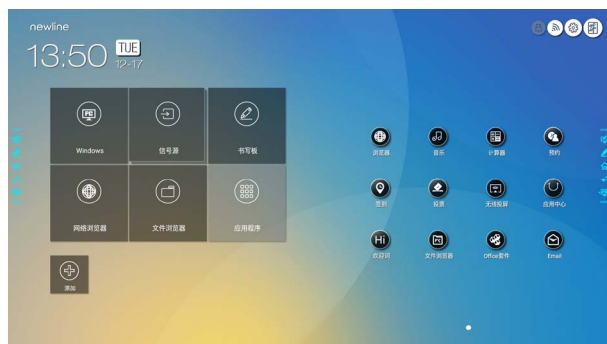 newline
13:50
TUE
12-17
PC
Windows
信号源
书写板
网络浏览器
文件浏览器
应用程序
添加
浏览器
音乐
计算器
预约
签到
投票
无线投屏
应用中心
Hi
欢迎词
文件浏览器
Office套件
Email